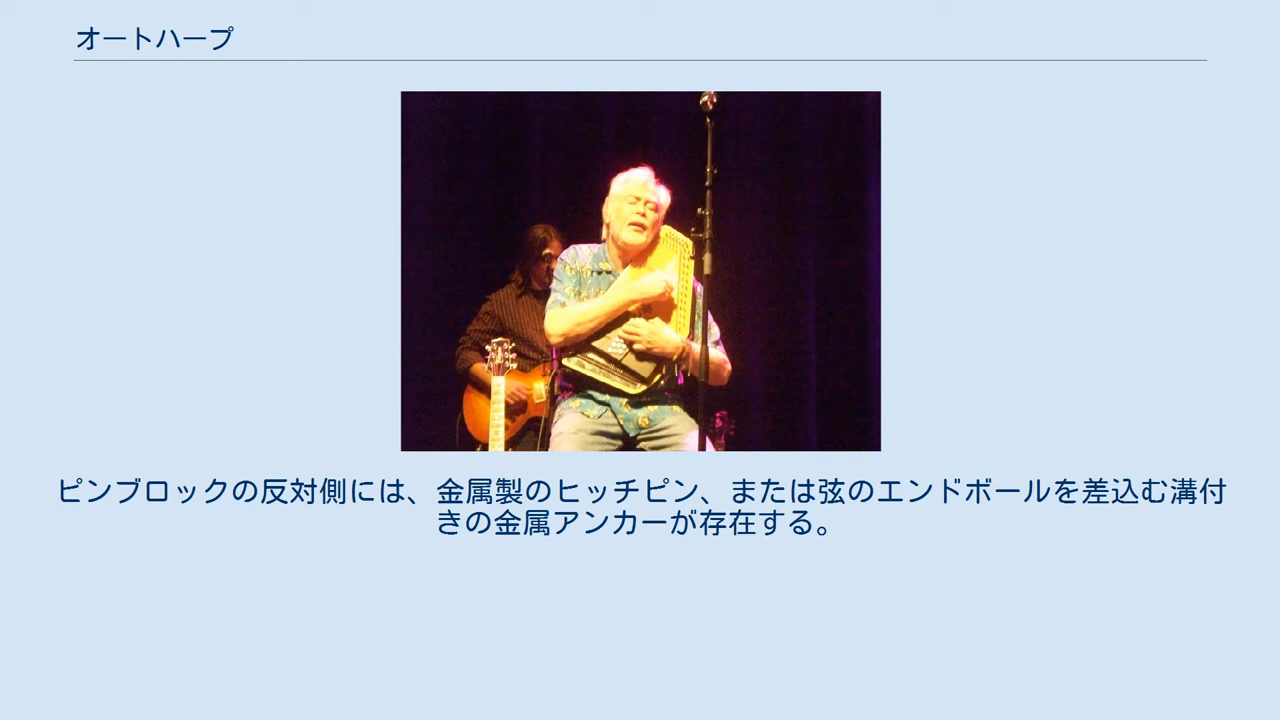 オートハープ
ピンブロックの反対側には、金属製のヒッチピン、または弦のエンドボールを差込む溝付
きの金属アンカーが存在する。